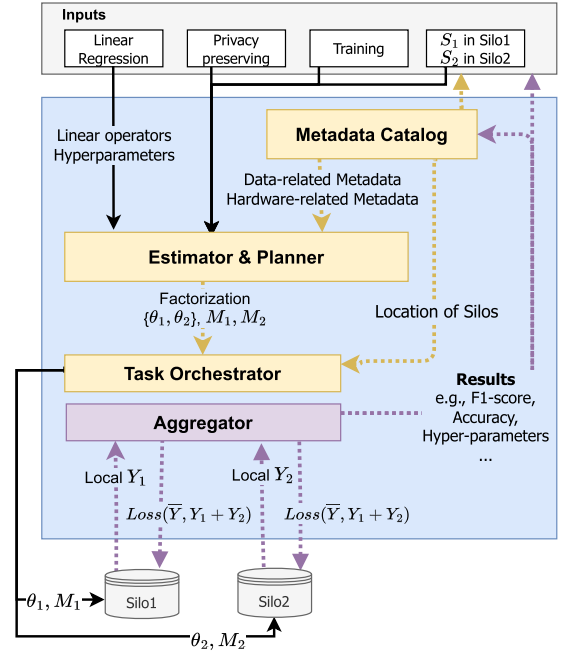 Inputs
Linear
Regression
Privacy
preserving
Training
S₁ in Silo1
S₂ in Silo2
Linear operators
Hyperparameters
Metadata Catalog
Data-related Metadata
Hardware-related Metadata
Estimator & Planner
Factorization
{θ₁, θ₂}, M₁, M₂
Location of Silos
Task Orchestrator
Results
e.g., F1-score,
Accuracy,
Hyper-parameters
...
Aggregator
Local Y₁
Local Y₂
Loss(Y̅, Y₁ + Y₂)
Loss(Y̅, Y₁ + Y₂)
Silo1
Silo2
θ₁, M₁
θ₂, M₂